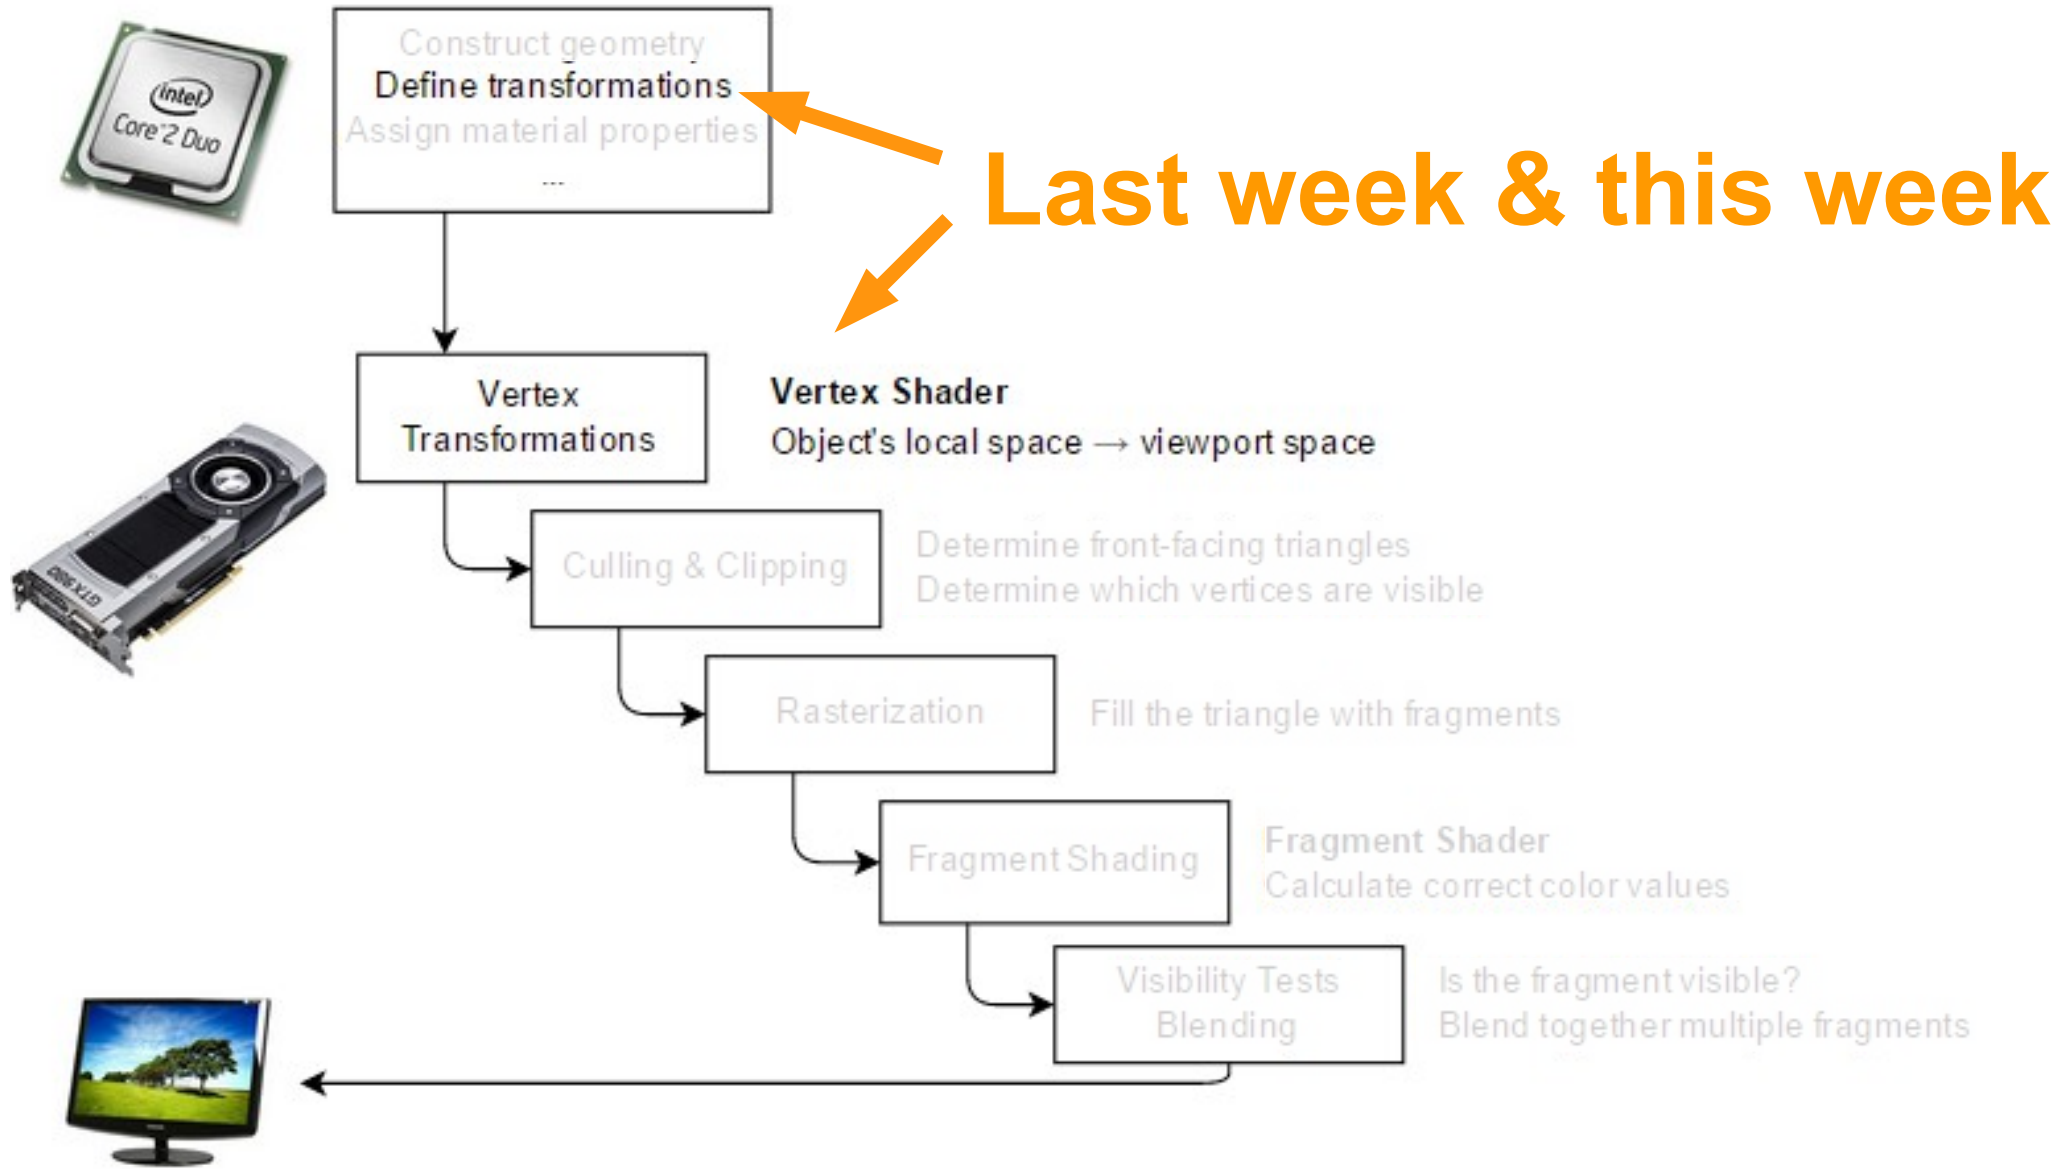 Construct geometry
Define transformations
Assign material properties
...
intel
Core™2 Duo
Last week & this week
Vertex
Transformations
Vertex Shader
Object's local space → viewport space
Culling & Clipping
Determine front-facing triangles
Determine which vertices are visible
GTX 980
Rasterization
Fill the triangle with fragments
Fragment Shading
Fragment Shader
Calculate correct color values
Visibility Tests
Blending
Is the fragment visible?
Blend together multiple fragments